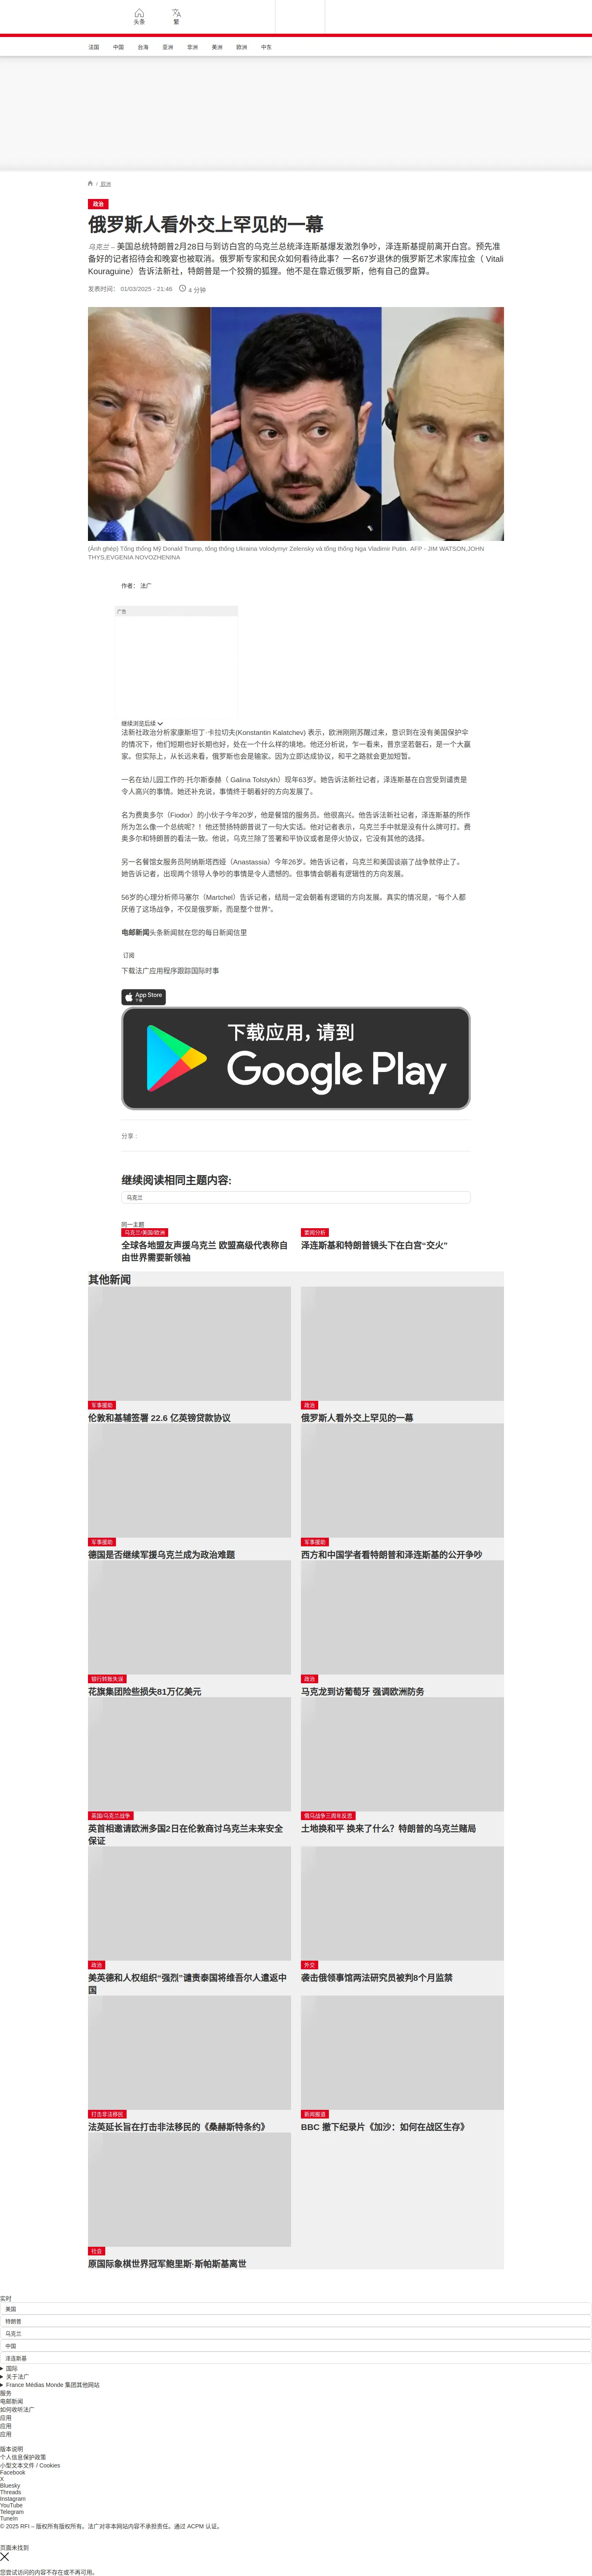 头条
繁
法国
中国
台海
亚洲
非洲
美洲
欧洲
中东
/ 欧洲
政治
俄罗斯人看外交上罕见的一幕
乌克兰 – 美国总统特朗普2月28日与到访白宫的乌克兰总统泽连斯基爆发激烈争吵，泽连斯基提前离开白宫。预先准
备好的记者招待会和晚宴也被取消。俄罗斯专家和民众如何看待此事？一名67岁退休的俄罗斯艺术家库拉金（ Vitali
Kouraguine）告诉法新社，特朗普是一个狡猾的狐狸。他不是在靠近俄罗斯，他有自己的盘算。
发表时间： 01/03/2025 - 21:46
4 分钟
(Ảnh ghép) Tổng thống Mỹ Donald Trump, tổng thống Ukraina Volodymyr Zelensky và tổng thống Nga Vladimir Putin. AFP - JIM WATSON,JOHN
THYS,EVGENIA NOVOZHENINA
作者： 法广
广告
继续浏览后续
法新社政治分析家康斯坦丁·卡拉切夫(Konstantin Kalatchev) 表示，欧洲刚刚苏醒过来，意识到在没有美国保护伞
的情况下，他们短期也好长期也好，处在一个什么样的境地。他还分析说，乍一看来，普京坚若磐石，是一个大赢
家。但实际上，从长远来看，俄罗斯也会是输家。因为立即达成协议，和平之路就会更加短暂。
一名在幼儿园工作的·托尔斯泰赫（ Galina Tolstykh）现年63岁。她告诉法新社记者，泽连斯基在白宫受到谴责是
令人高兴的事情。她还补充说，事情终于朝着好的方向发展了。
名为费奥多尔（Fiodor）的小伙子今年20岁，他是餐馆的服务员。他很高兴。他告诉法新社记者，泽连斯基的所作
所为怎么像一个总统呢？！ 他还赞扬特朗普说了一句大实话。他对记者表示，乌克兰手中就是没有什么牌可打。费
奥多尔和特朗普的看法一致。他说，乌克兰除了签署和平协议或者是停火协议，它没有其他的选择。
另一名餐馆女服务员阿纳斯塔西娅（Anastassia）今年26岁。她告诉记者，乌克兰和美国谈崩了战争就停止了。
她告诉记者，出现两个领导人争吵的事情是令人遗憾的。但事情会朝着有逻辑性的方向发展。
56岁的心理分析师马塞尔（Martchel）告诉记者，结局一定会朝着有逻辑的方向发展。真实的情况是，“每个人都
厌倦了这场战争，不仅是俄罗斯，而是整个世界”。
电邮新闻头条新闻就在您的每日新闻信里
订阅
下载法广应用程序跟踪国际时事
App Store
下载
下载应用，请到
Google Play
分享 :
继续阅读相同主题内容:
乌克兰
同一主题
乌克兰/美国/欧洲
全球各地盟友声援乌克兰 欧盟高级代表称自
由世界需要新领袖
要闻分析
泽连斯基和特朗普镜头下在白宫“交火”
其他新闻
军事援助
伦敦和基辅签署 22.6 亿英镑贷款协议
政治
俄罗斯人看外交上罕见的一幕
军事援助
德国是否继续军援乌克兰成为政治难题
军事援助
西方和中国学者看特朗普和泽连斯基的公开争吵
银行转账失误
花旗集团险些损失81万亿美元
政治
马克龙到访葡萄牙 强调欧洲防务
英国/乌克兰战争
英首相邀请欧洲多国2日在伦敦商讨乌克兰未来安全
保证
俄乌战争三周年反思
土地换和平 换来了什么？特朗普的乌克兰赌局
政治
美英德和人权组织“强烈”谴责泰国将维吾尔人遣返中
国
外交
袭击俄领事馆两法研究员被判8个月监禁
打击非法移民
法英延长旨在打击非法移民的《桑赫斯特条约》
新闻报道
BBC 撤下纪录片《加沙：如何在战区生存》
社会
原国际象棋世界冠军鲍里斯·斯帕斯基离世
实时
美国
特朗普
乌克兰
中国
泽连斯基
国际
关于法广
France Médias Monde 集团其他网站
服务
电邮新闻
如何收听法广
应用
应用
应用
版本说明
个人信息保护政策
小型文本文件 / Cookies
Facebook
X
Bluesky
Threads
Instagram
YouTube
Telegram
TuneIn
© 2025 RFI – 版权所有版权所有。法广对非本网站内容不承担责任。通过 ACPM 认证。
页面未找到
您尝试访问的内容不存在或不再可用。